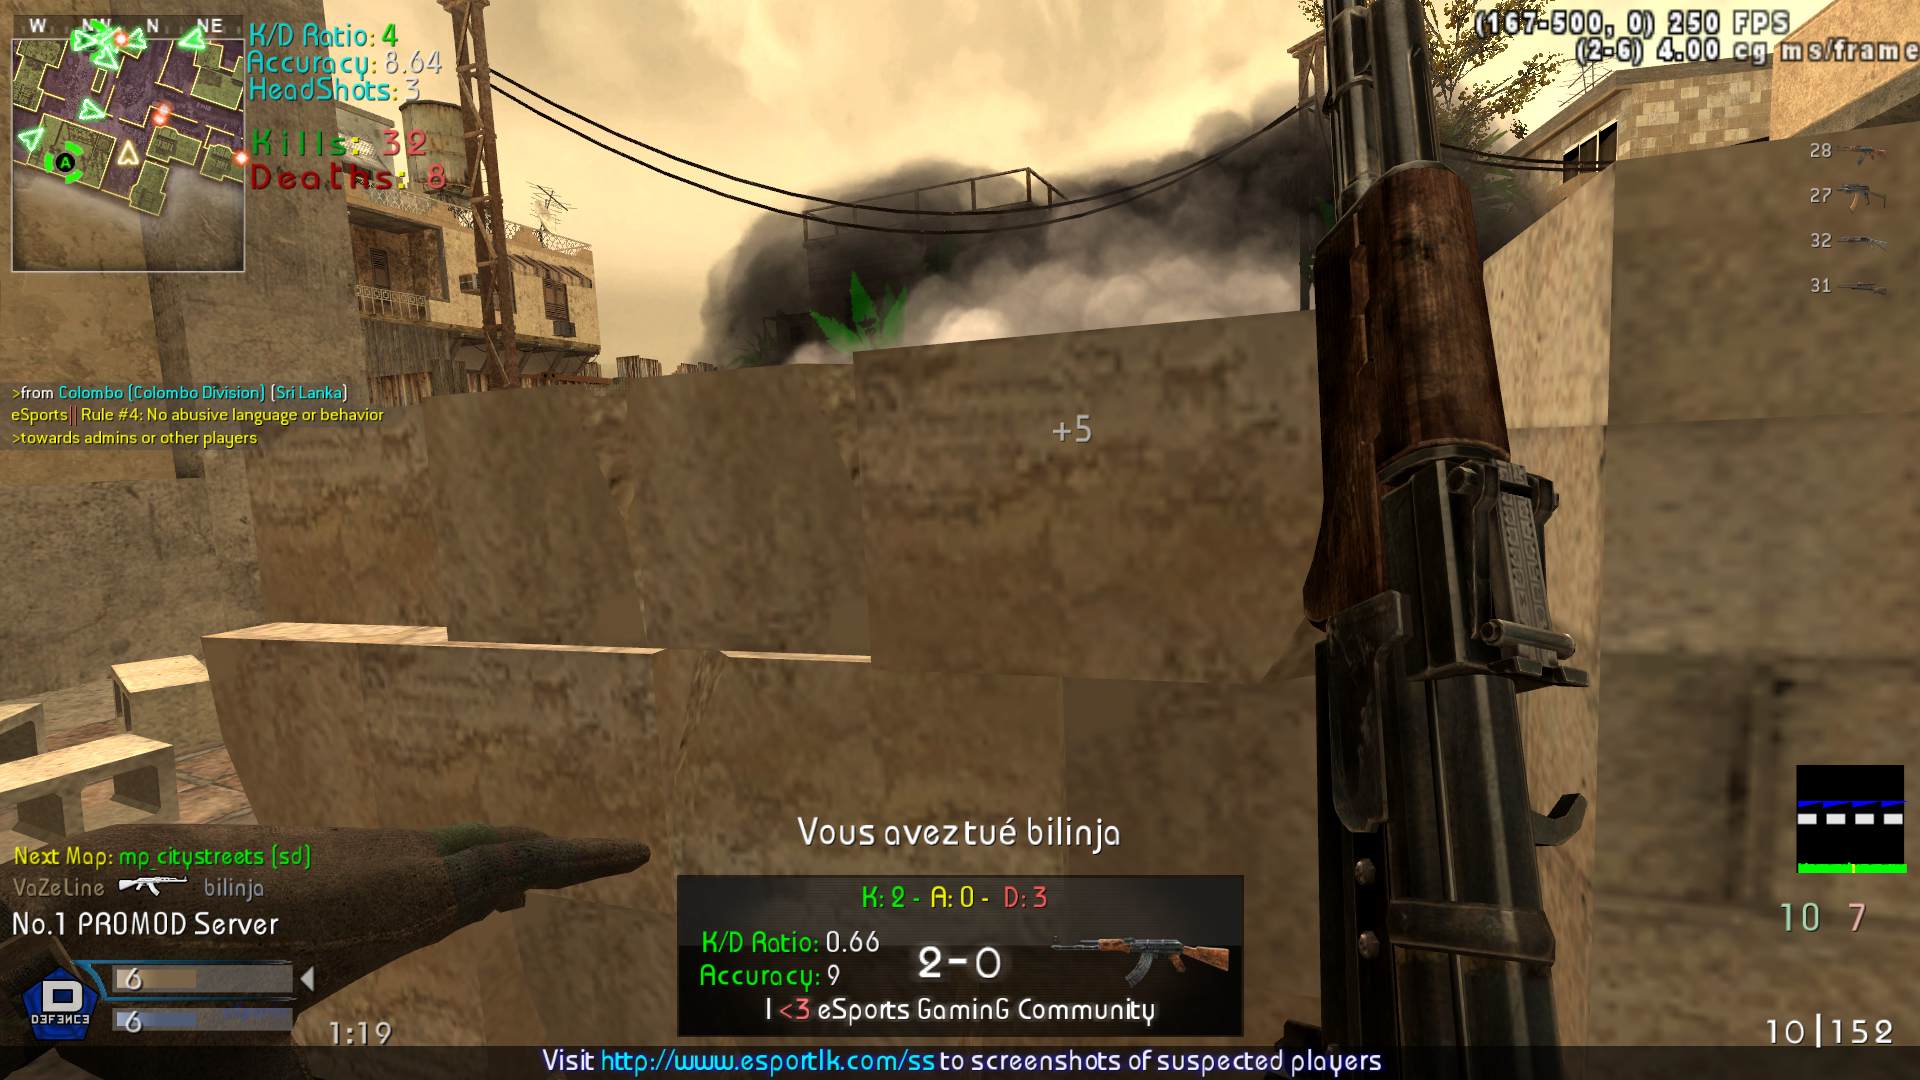 W NW N NE
K/D Ratio: 4
Accuracy: 8.64
HeadShots: 3
Kills: 32
Deaths: 8
A
(167-500, 0) 250 FPS
(2-6) 4.00 cg ms/frame
28
27
32
31
>from Colombo (Colombo Division) (Sri Lanka)
eSports|| Rule #4: No abusive language or behavior
>towards admins or other players
+5
Vous avez tué bilinja
Next Map: mp_citystreets (sd)
VaZeLine bilinja
No.1 PROMOD Server
K: 2 - A: 0 - D: 3
K/D Ratio: 0.66
Accuracy: 9
2-0
I <3 eSports GaminG Community
10 7
D
D3F3NC3
6
6
1:19
10|152
Visit http://www.esportlk.com/ss to screenshots of suspected players